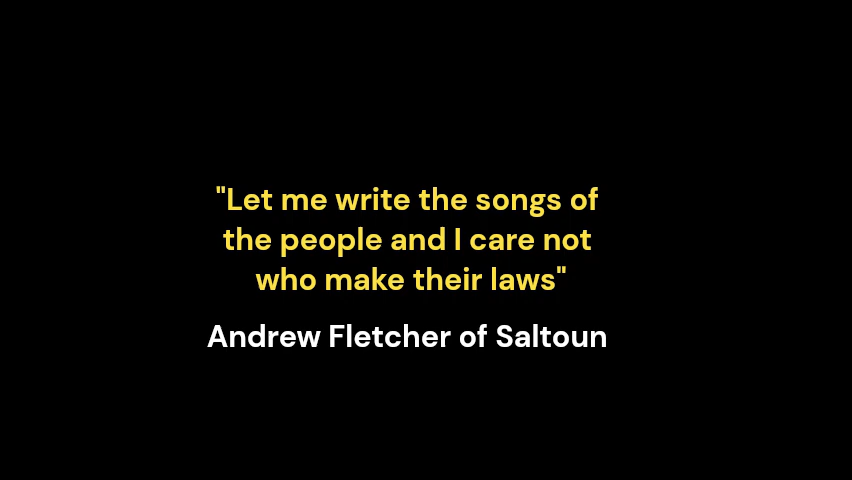 "Let me write the songs of
the people and I care not
who make their laws"
Andrew Fletcher of Saltoun